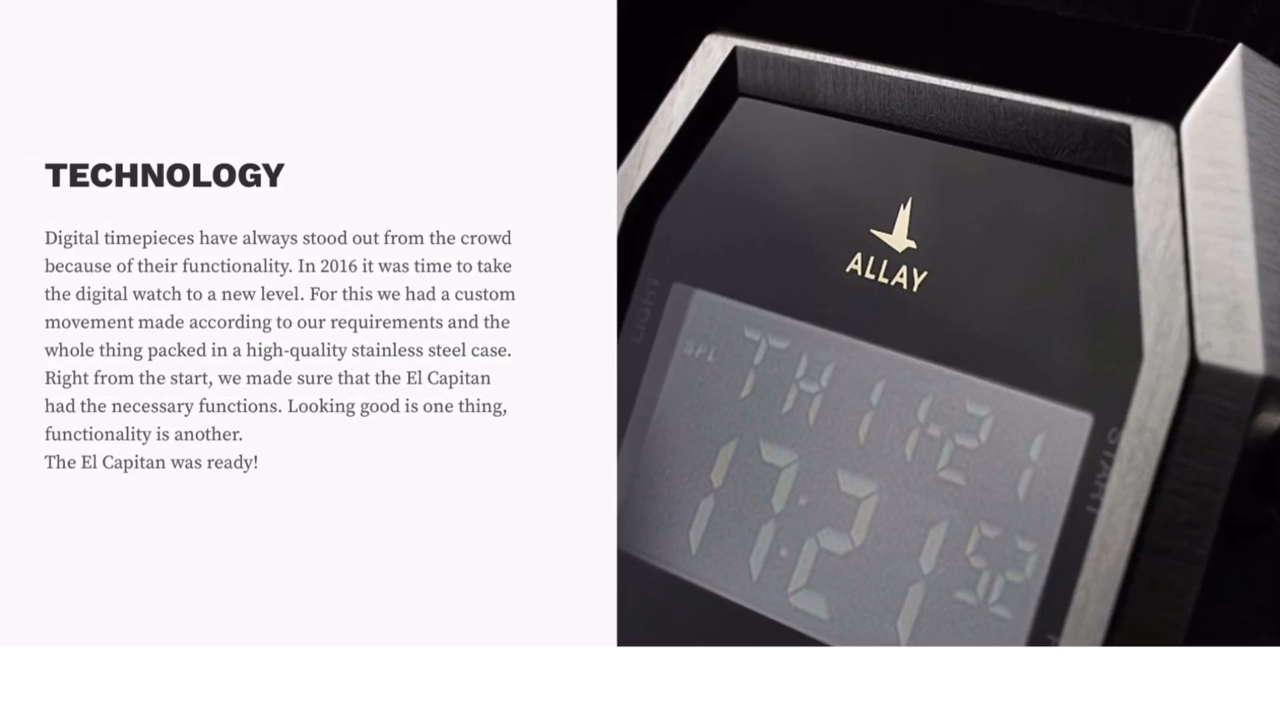 TECHNOLOGY
Digital timepieces have always stood out from the crowd
because of their functionality. In 2016 it was time to take
the digital watch to a new level. For this we had a custom
movement made according to our requirements and the
whole thing packed in a high-quality stainless steel case.
Right from the start, we made sure that the El Capitan
had the necessary functions. Looking good is one thing,
functionality is another.
The El Capitan was ready!
ALLAY
LIGHT
TH 1 121
17:21 52
START